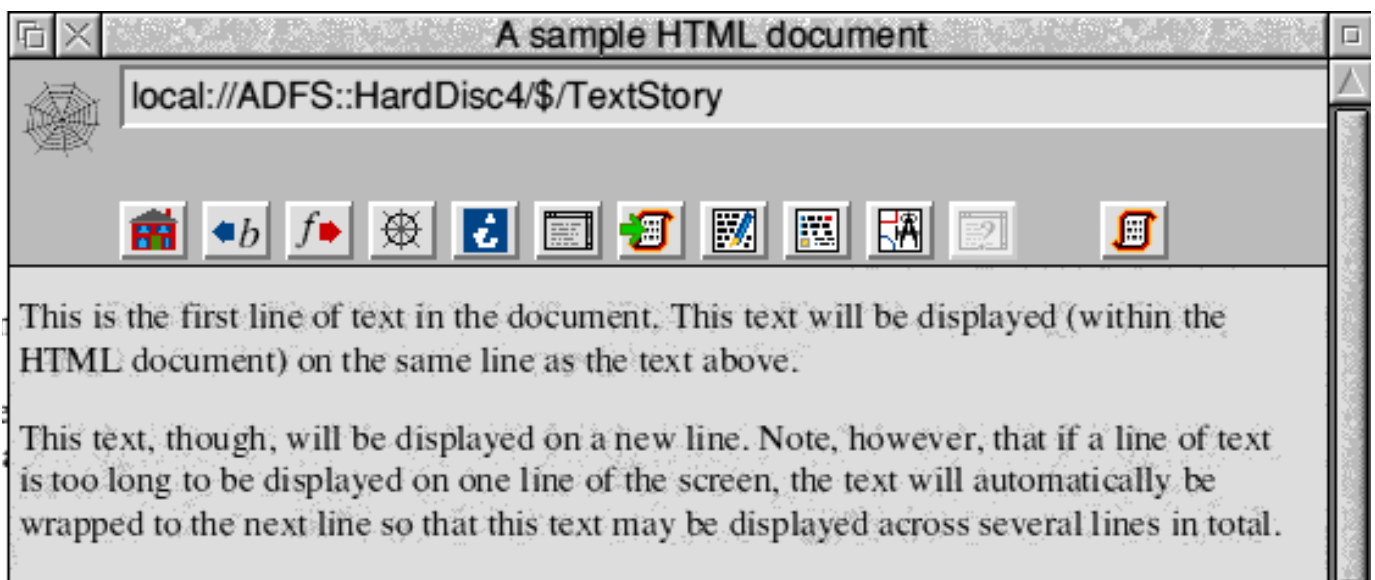 A sample HTML document
local://ADFS::HardDisc4/$/TextStory
b f
This is the first line of text in the document. This text will be displayed (within the
HTML document) on the same line as the text above.
This text, though, will be displayed on a new line. Note, however, that if a line of text
is too long to be displayed on one line of the screen, the text will automatically be
wrapped to the next line so that this text may be displayed across several lines in total.